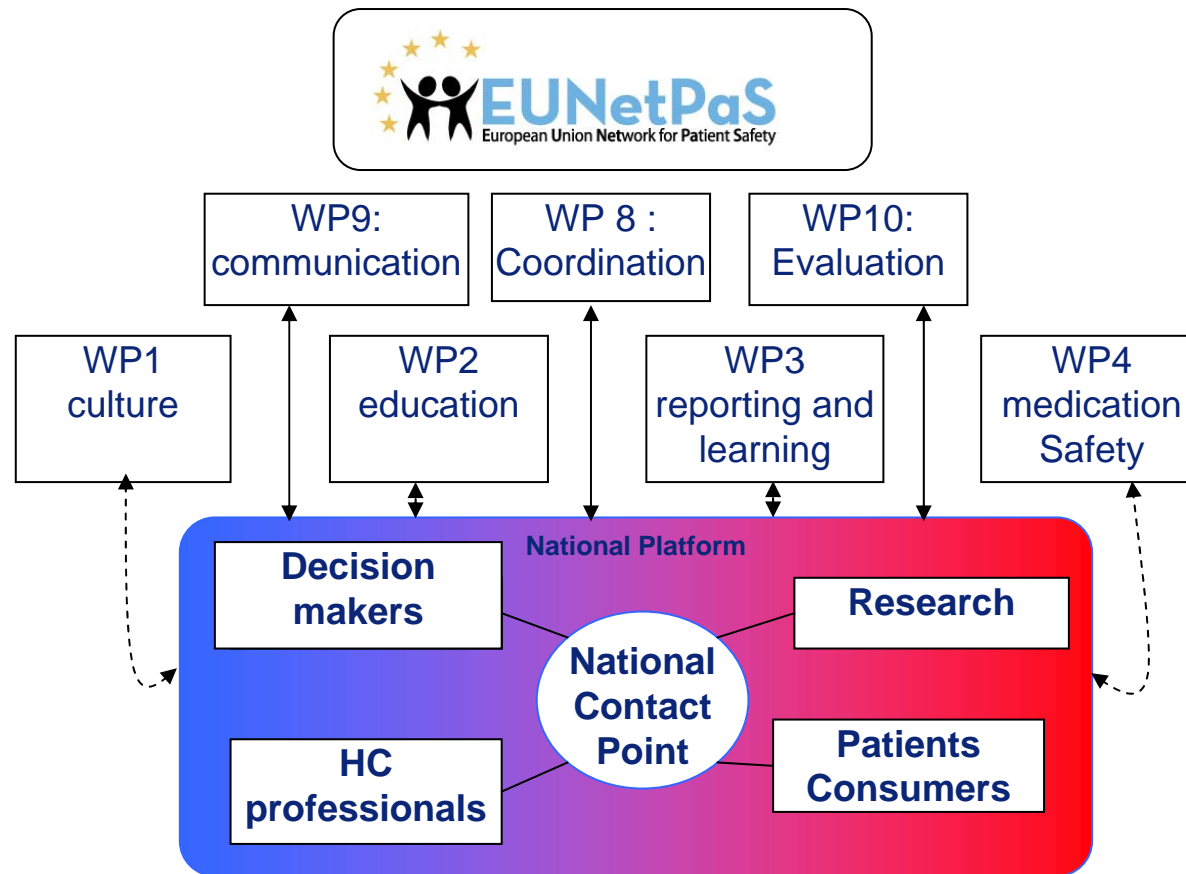 EUNetPaS
European Union Network for Patient Safety
WP9:
communication
WP 8 :
Coordination
WP10:
Evaluation
WP1
culture
WP2
education
WP3
reporting and
learning
WP4
medication
Safety
National Platform
Decision
makers
Research
National
Contact
Point
HC
professionals
Patients
Consumers